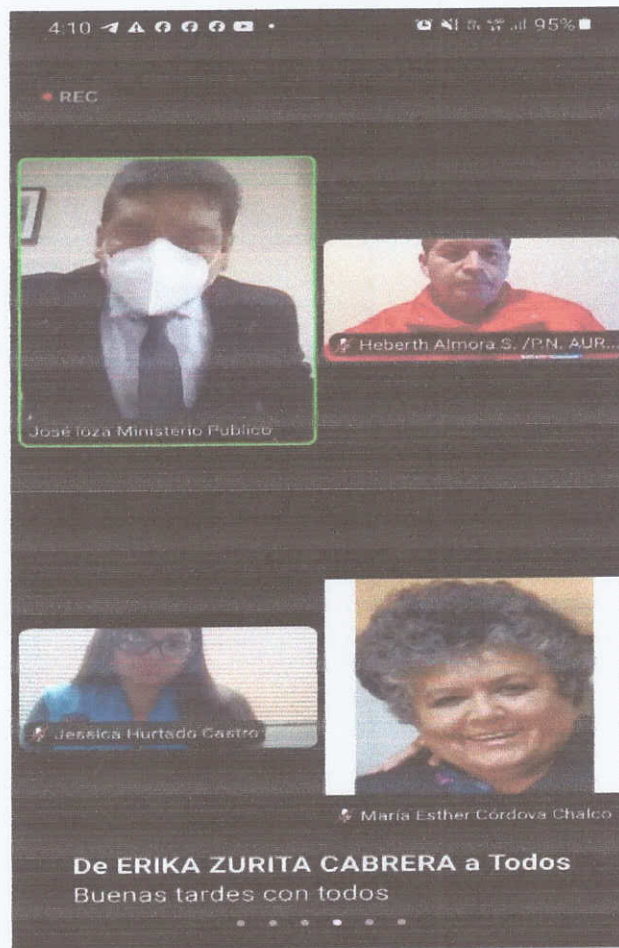 4:10
95%
REC
José loza Ministerio Publico
Heberth Almora S. /P.N. AUR...
Jessica Hurtado Castro
María Esther Córdova Chalco
De ERIKA ZURITA CABRERA a Todos
Buenas tardes con todos